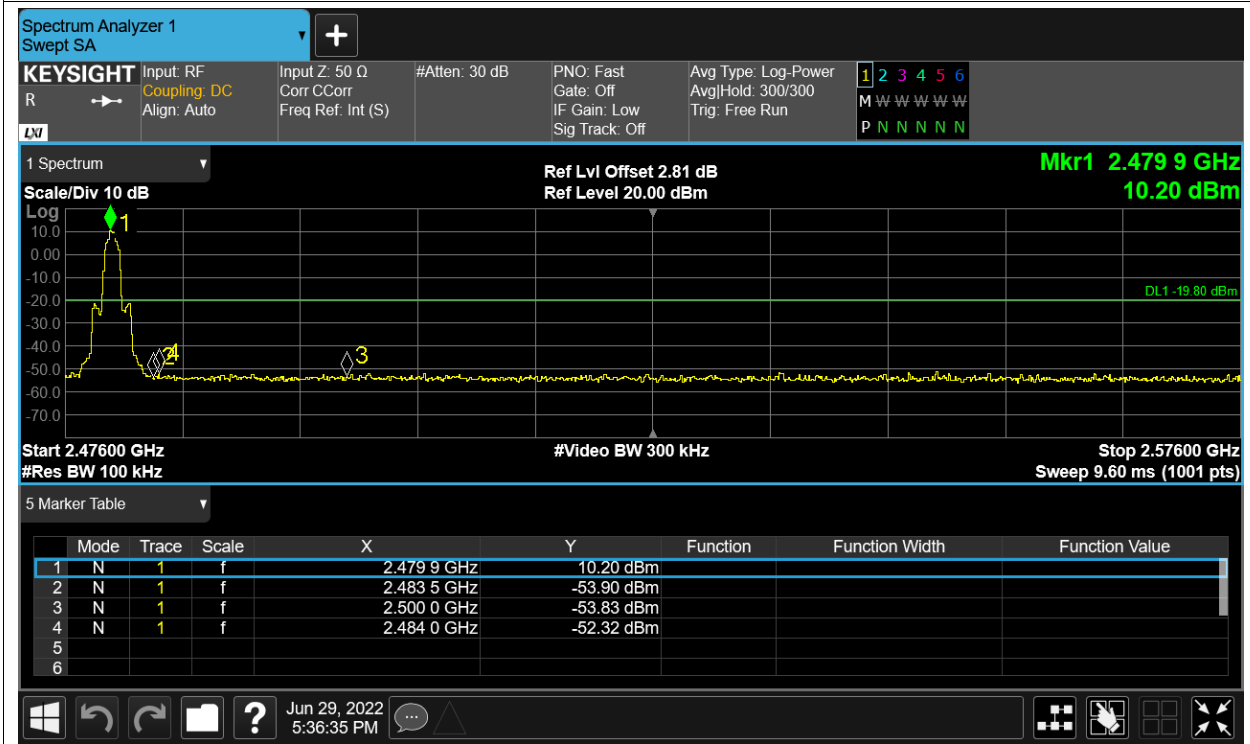 Spectrum Analyzer 1
Swept SA
+
KEYSIGHT Input: RF Input Z: 50 Ω #Atten: 30 dB PNO: Fast Avg Type: Log-Power 1 2 3 4 5 6
R Coupling: DC Corr CCorr Gate: Off Avg|Hold: 300/300 M W W W W W
Align: Auto Freq Ref: Int (S) IF Gain: Low Trig: Free Run
LXI Sig Track: Off P N N N N N
1 Spectrum Ref Lvl Offset 2.81 dB Mkr1 2.479 9 GHz
Scale/Div 10 dB Ref Level 20.00 dBm 10.20 dBm
Log
1
10.0
0.00
-10.0
DL1 -19.80 dBm
-20.0
-30.0
-40.0
2 4 3
-50.0
-60.0
-70.0
Start 2.47600 GHz #Video BW 300 kHz Stop 2.57600 GHz
#Res BW 100 kHz Sweep 9.60 ms (1001 pts)
5 Marker Table
Mode Trace Scale X Y Function Function Width Function Value
1 N 1 f 2.479 9 GHz 10.20 dBm
2 N 1 f 2.483 5 GHz -53.90 dBm
3 N 1 f 2.500 0 GHz -53.83 dBm
4 N 1 f 2.484 0 GHz -52.32 dBm
5
6
? Jun 29, 2022
5:36:35 PM